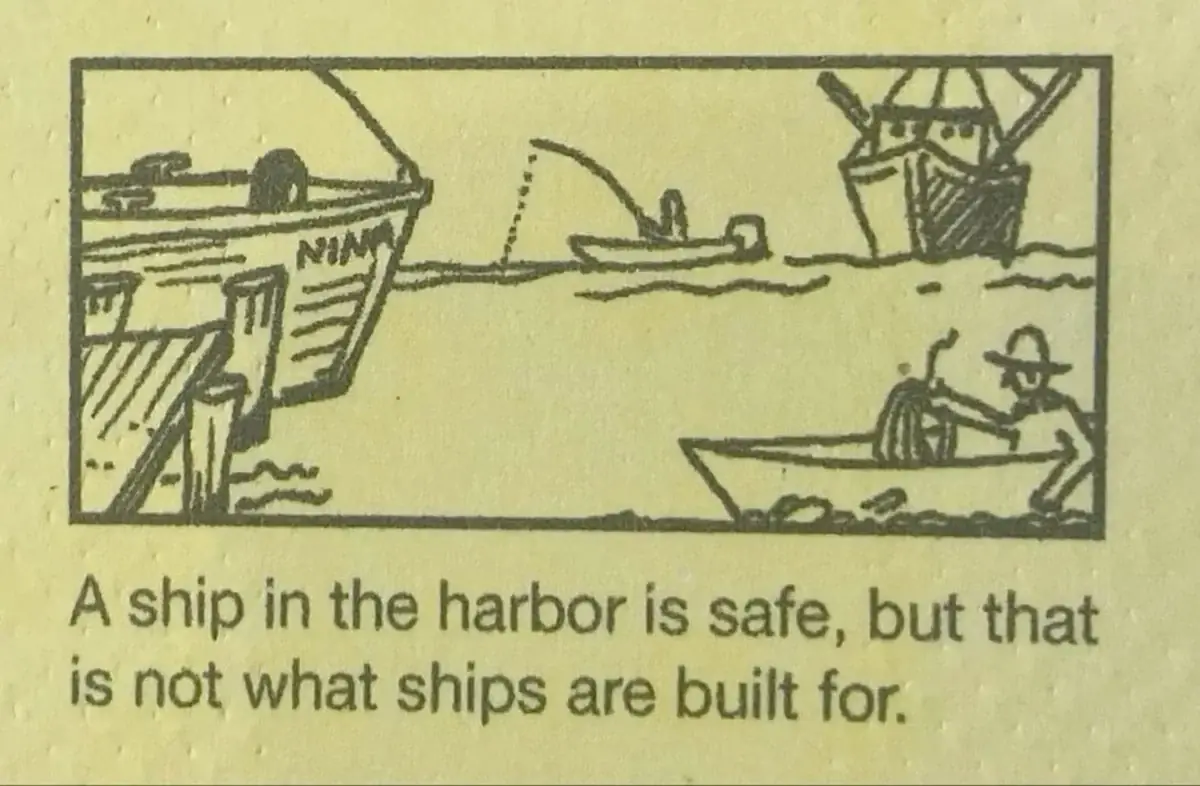 NINA
A ship in the harbor is safe, but that
is not what ships are built for.